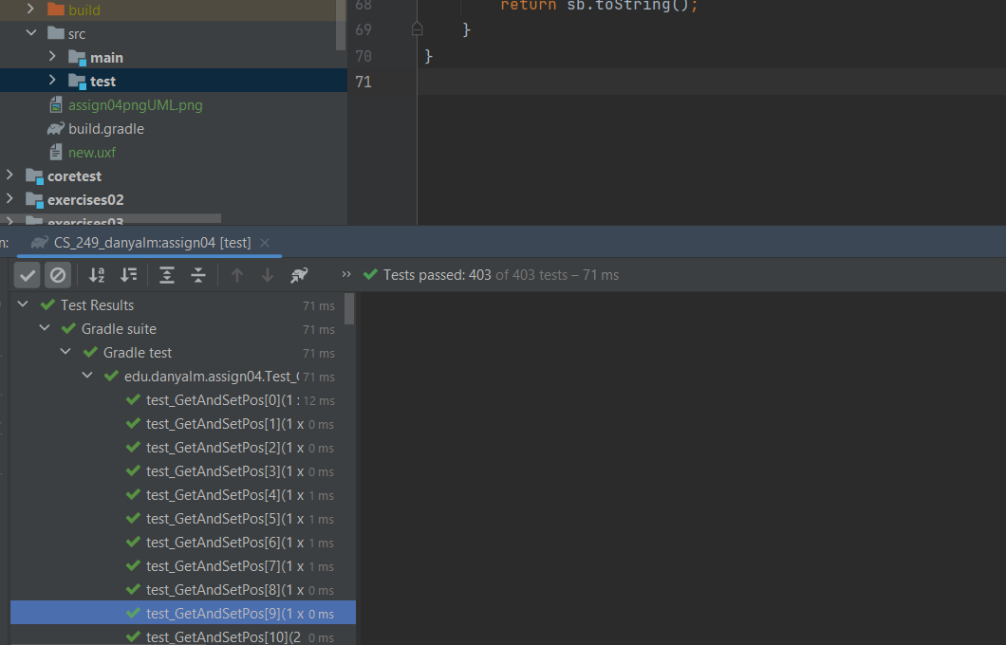 build
src
main
test
assign04pngUML.png
build.gradle
new.uxf
coretest
exercises02
exercises03
68 return sb.toString();
69 }
70 }
71
n: CS_249_danyalm:assign04 [test] ×
» Tests passed: 403 of 403 tests – 71 ms
Test Results 71 ms
Gradle suite 71 ms
Gradle test 71 ms
edu.danyalm.assign04.Test_ 71 ms
test_GetAndSetPos[0](1 : 12 ms
test_GetAndSetPos[1](1 x 0 ms
test_GetAndSetPos[2](1 x 0 ms
test_GetAndSetPos[3](1 x 0 ms
test_GetAndSetPos[4](1 x 1 ms
test_GetAndSetPos[5](1 x 1 ms
test_GetAndSetPos[6](1 x 1 ms
test_GetAndSetPos[7](1 x 1 ms
test_GetAndSetPos[8](1 x 0 ms
test_GetAndSetPos[9](1 x 0 ms
test_GetAndSetPos[10](2 0 ms